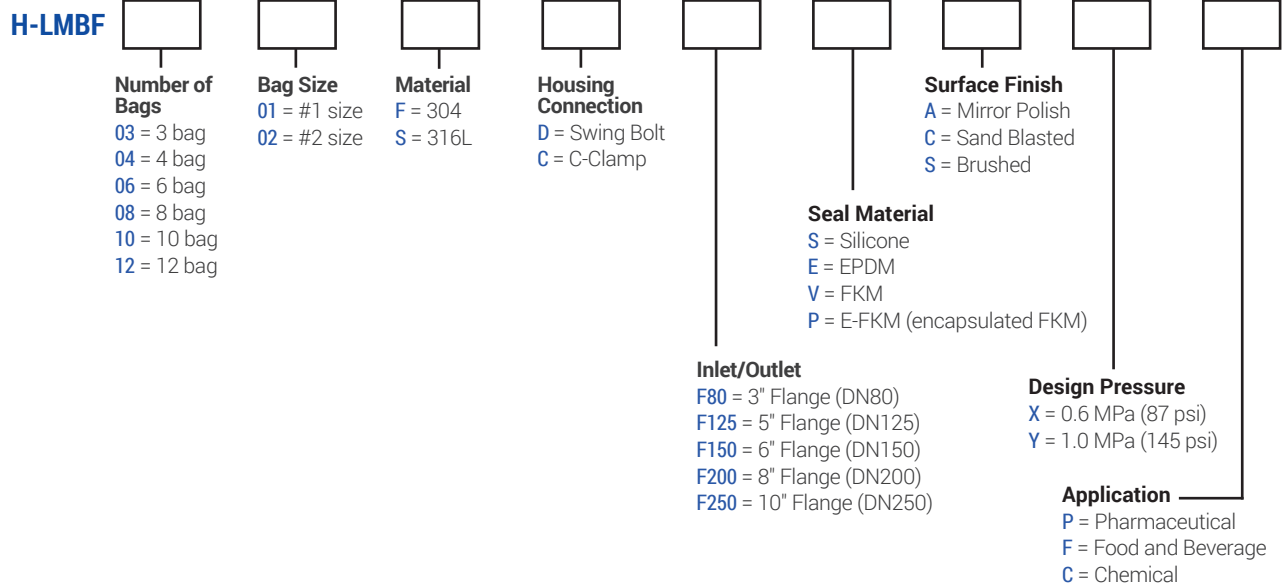 H-LMBF
Number of
Bags
03 = 3 bag
04 = 4 bag
06 = 6 bag
08 = 8 bag
10 = 10 bag
12 = 12 bag
Bag Size
01 = #1 size
02 = #2 size
Material
F = 304
S = 316L
Housing
Connection
D = Swing Bolt
C = C-Clamp
Inlet/Outlet
F80 = 3" Flange (DN80)
F125 = 5" Flange (DN125)
F150 = 6" Flange (DN150)
F200 = 8" Flange (DN200)
F250 = 10" Flange (DN250)
Seal Material
S = Silicone
E = EPDM
V = FKM
P = E-FKM (encapsulated FKM)
Surface Finish
A = Mirror Polish
C = Sand Blasted
S = Brushed
Design Pressure
X = 0.6 MPa (87 psi)
Y = 1.0 MPa (145 psi)
Application
P = Pharmaceutical
F = Food and Beverage
C = Chemical